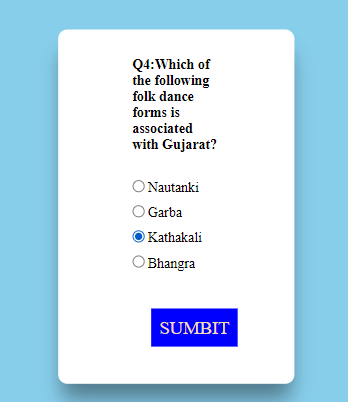 Q4:Which of
the following
folk dance
forms is
associated
with Gujarat?
Nautanki
Garba
Kathakali
Bhangra
SUMBIT